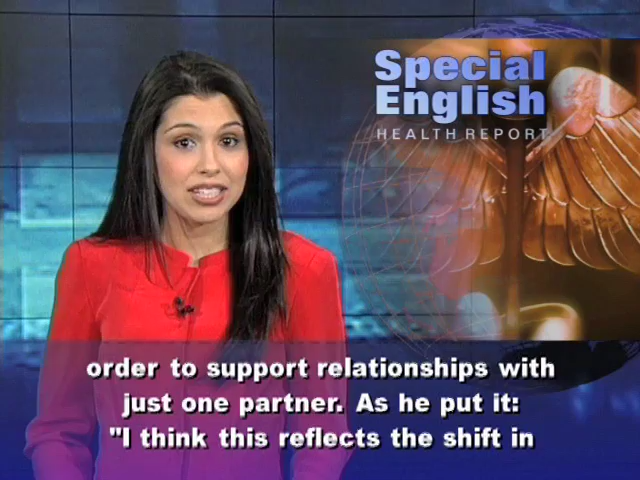 Special
English
HEALTH REPORT
order to support relationships with
just one partner. As he put it:
"I think this reflects the shift in